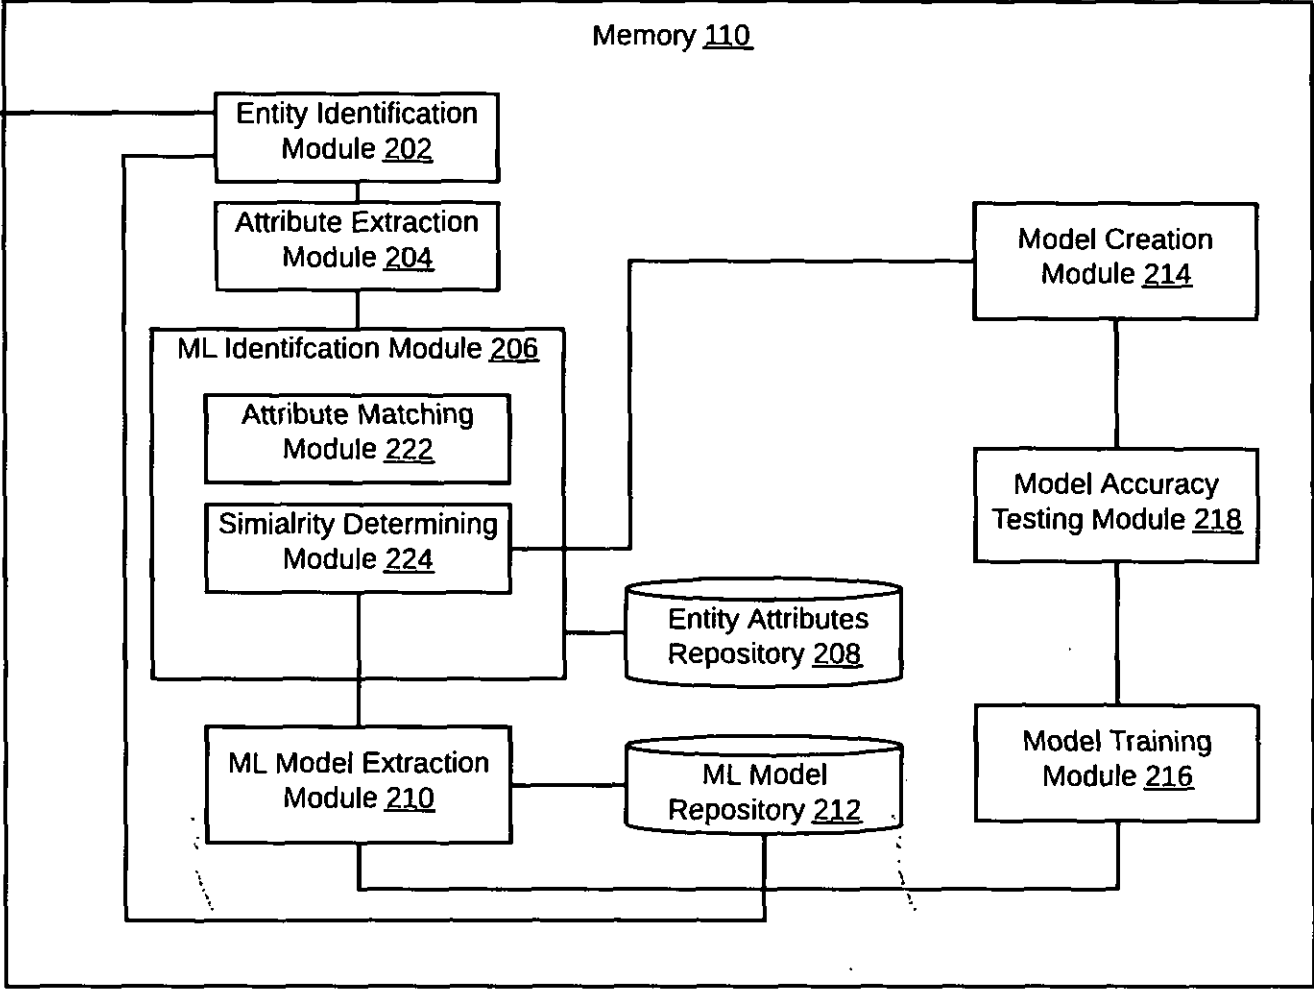 Memory 110
Entity Identification
Module 202
Attribute Extraction
Module 204
ML Identifcation Module 206
Attribute Matching
Module 222
Simialrity Determining
Module 224
Entity Attributes
Repository 208
ML Model Extraction
Module 210
ML Model
Repository 212
Model Creation
Module 214
Model Accuracy
Testing Module 218
Model Training
Module 216